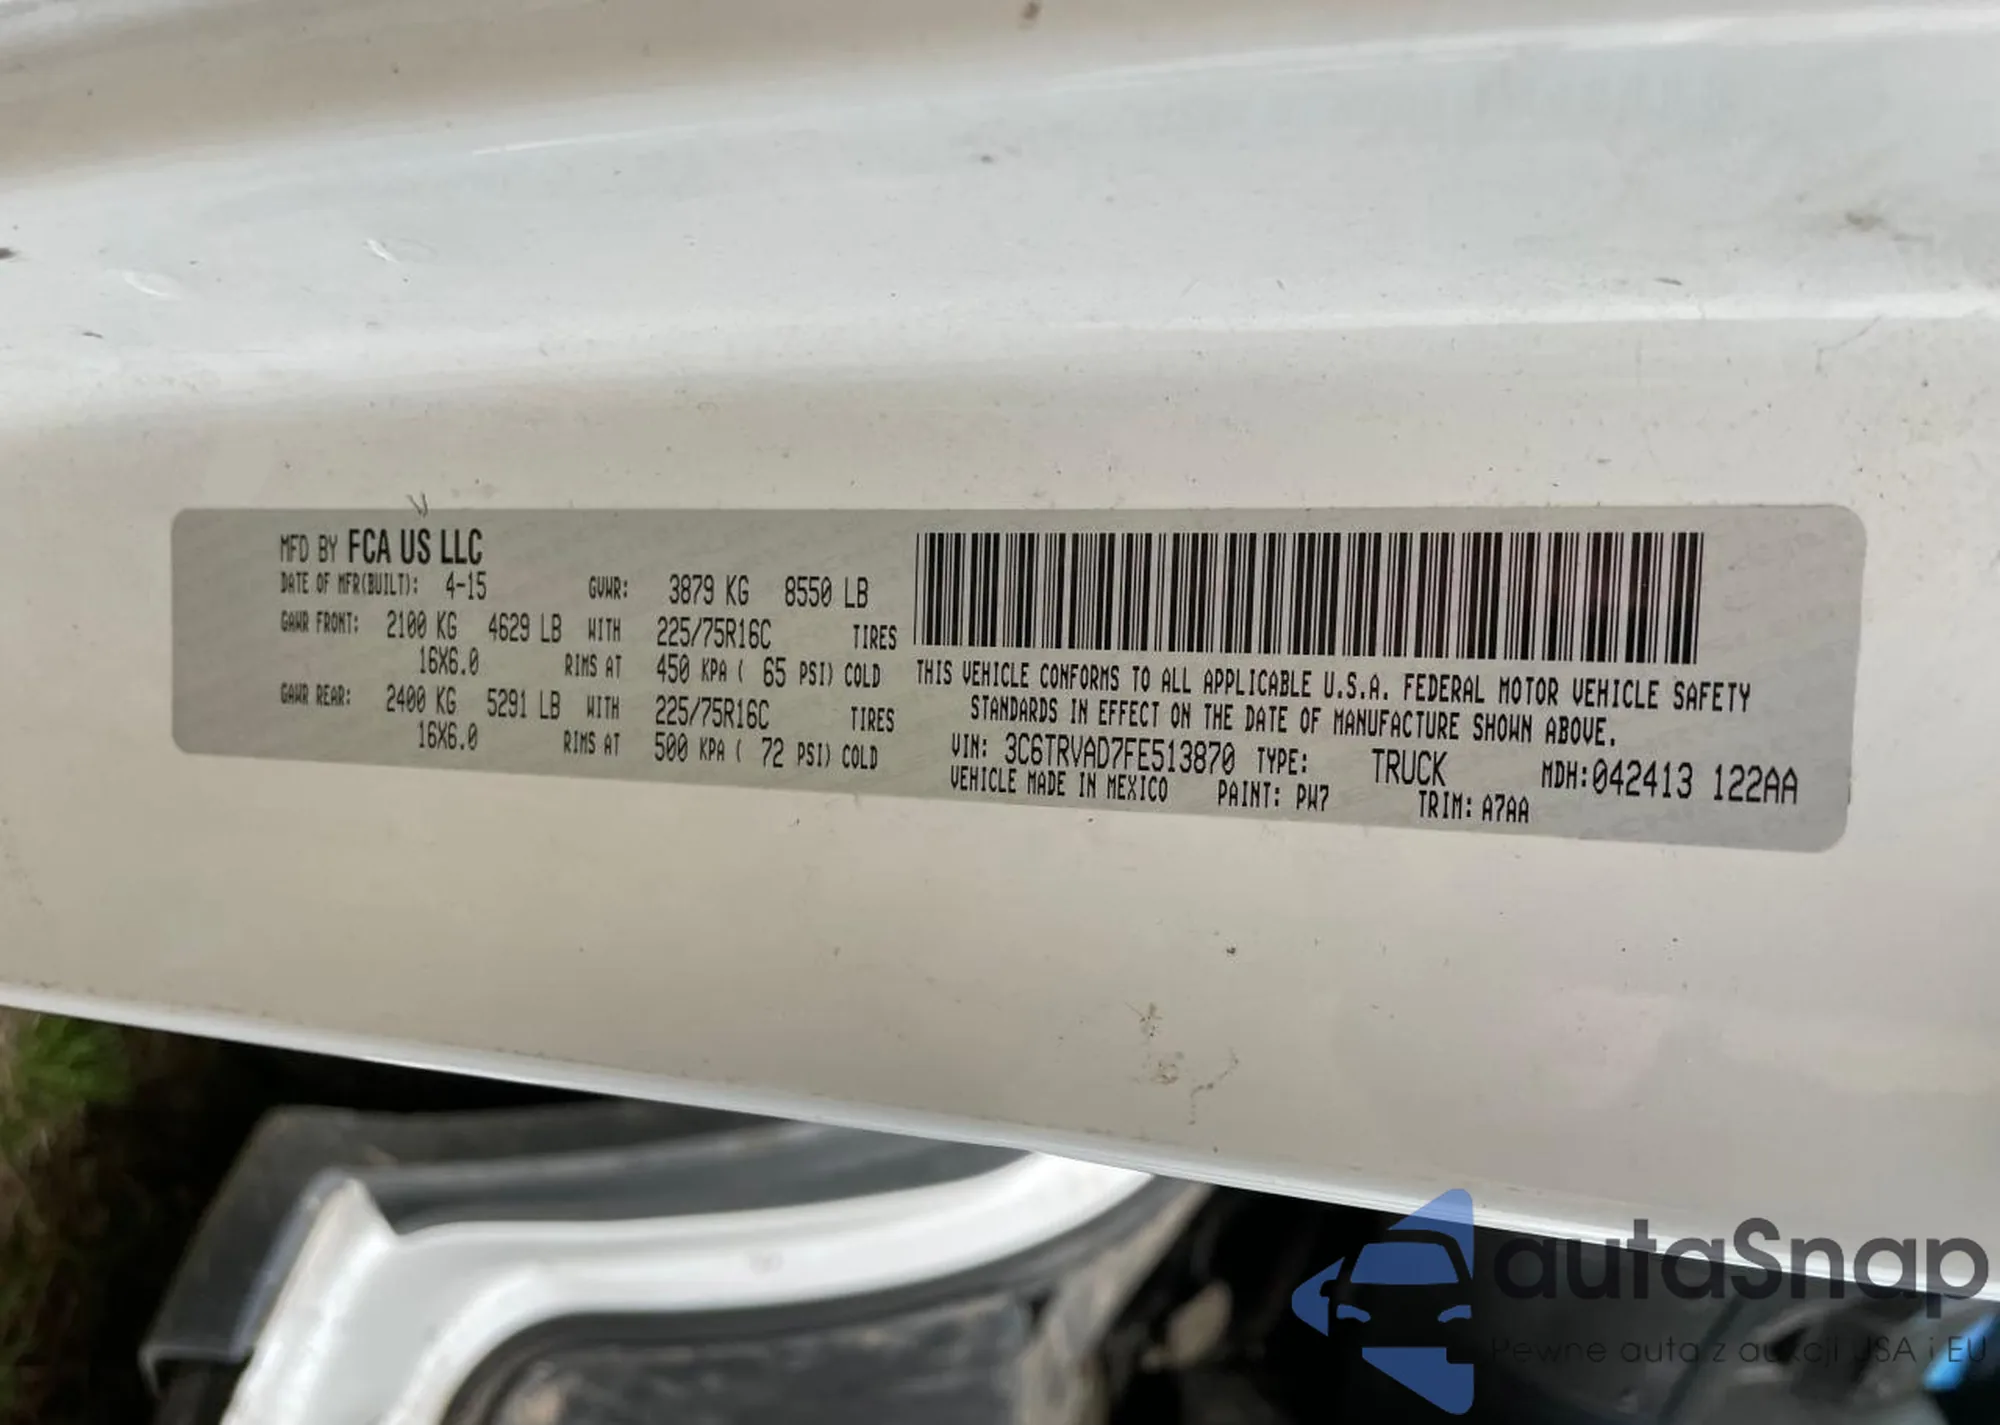 MFD BY FCA US LLC
DATE OF MFR(BUILT): 4-15 GVWR: 3879 KG 8550 LB
GAWR FRONT: 2100 KG 4629 LB WITH 225/75R16C TIRES
16X6.0 RIMS AT 450 KPA ( 65 PSI) COLD
GAWR REAR: 2400 KG 5291 LB WITH 225/75R16C TIRES
16X6.0 RIMS AT 500 KPA ( 72 PSI) COLD
THIS VEHICLE CONFORMS TO ALL APPLICABLE U.S.A. FEDERAL MOTOR VEHICLE SAFETY
STANDARDS IN EFFECT ON THE DATE OF MANUFACTURE SHOWN ABOVE.
VIN: 3C6TRVAD7FE513870 TYPE: TRUCK MDH:042413 122AA
VEHICLE MADE IN MEXICO PAINT: PW7 TRIM: A7AA
autaSnap
Pewne auta z aukcji USA i EU